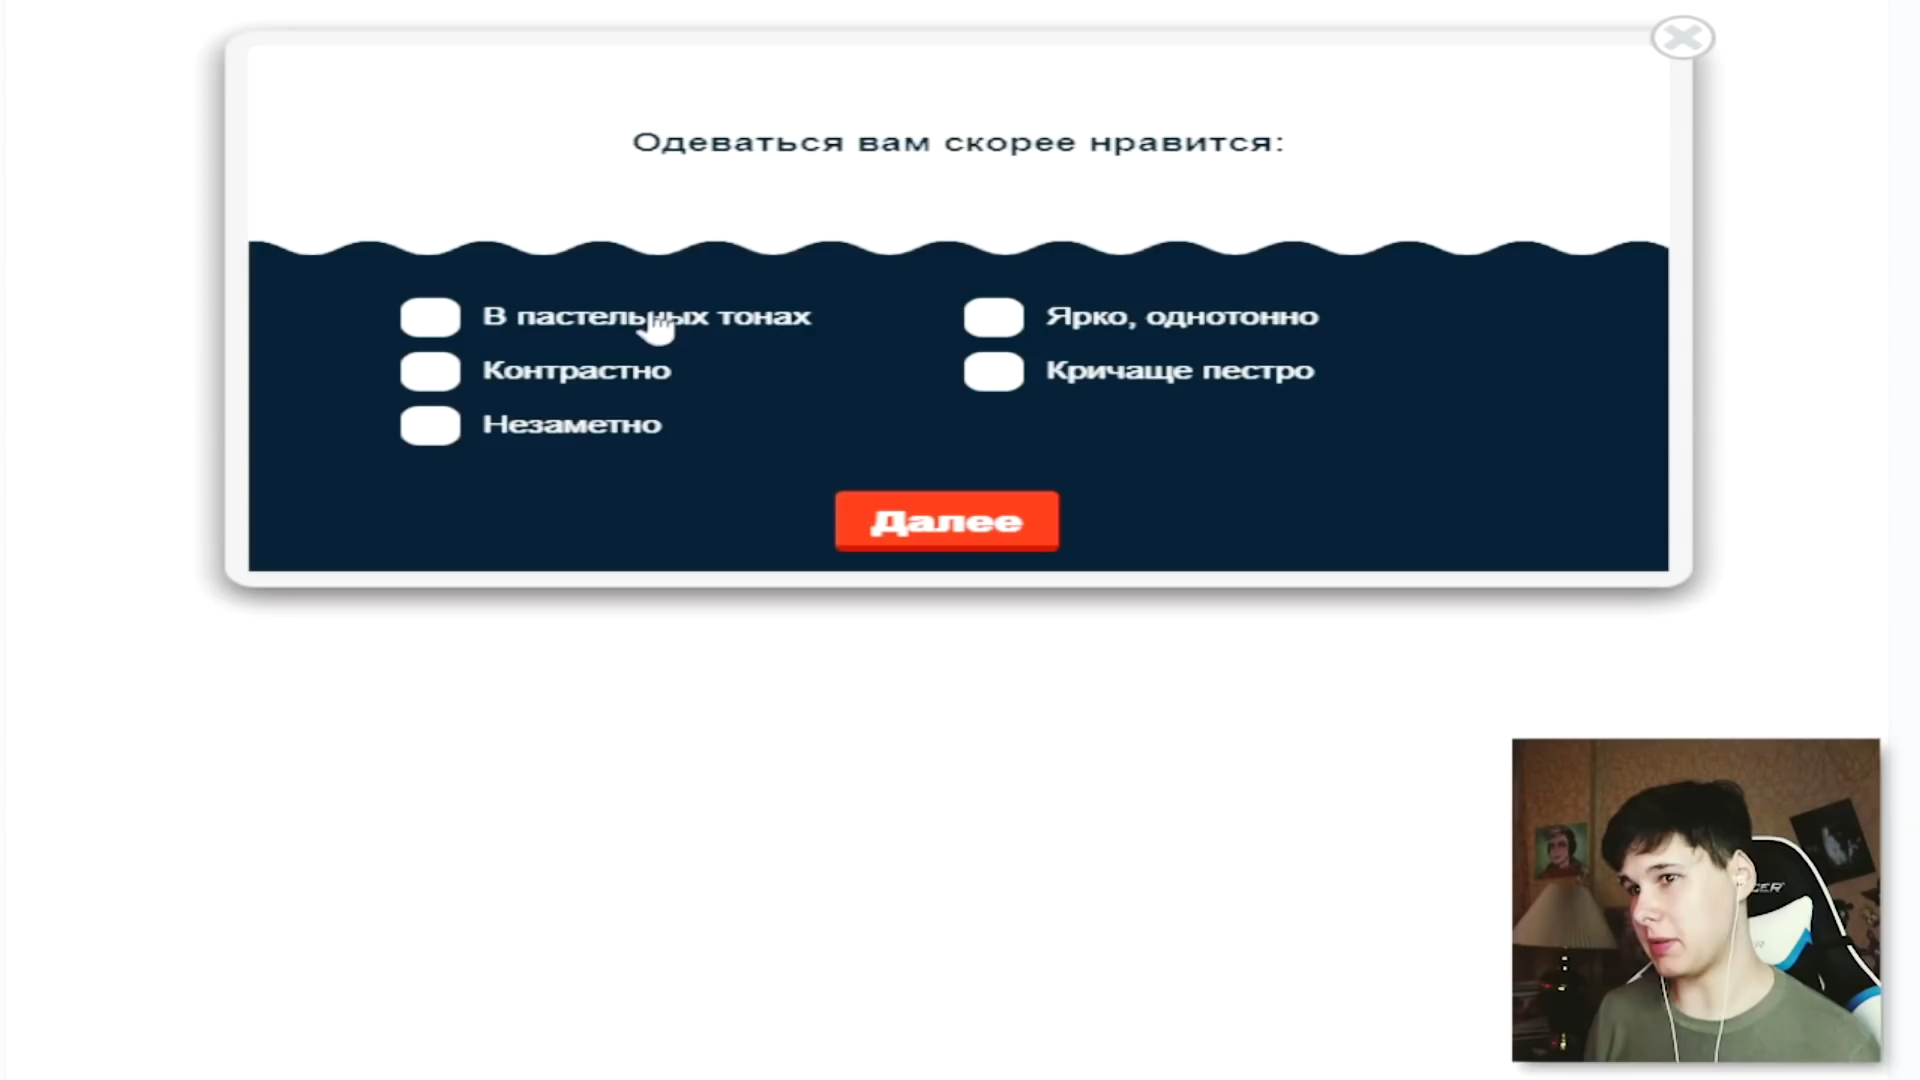 Одеваться вам скорее нравится:
В пастельных тонах
Ярко, однотонно
Контрастно
Кричаще пестро
Незаметно
Далее